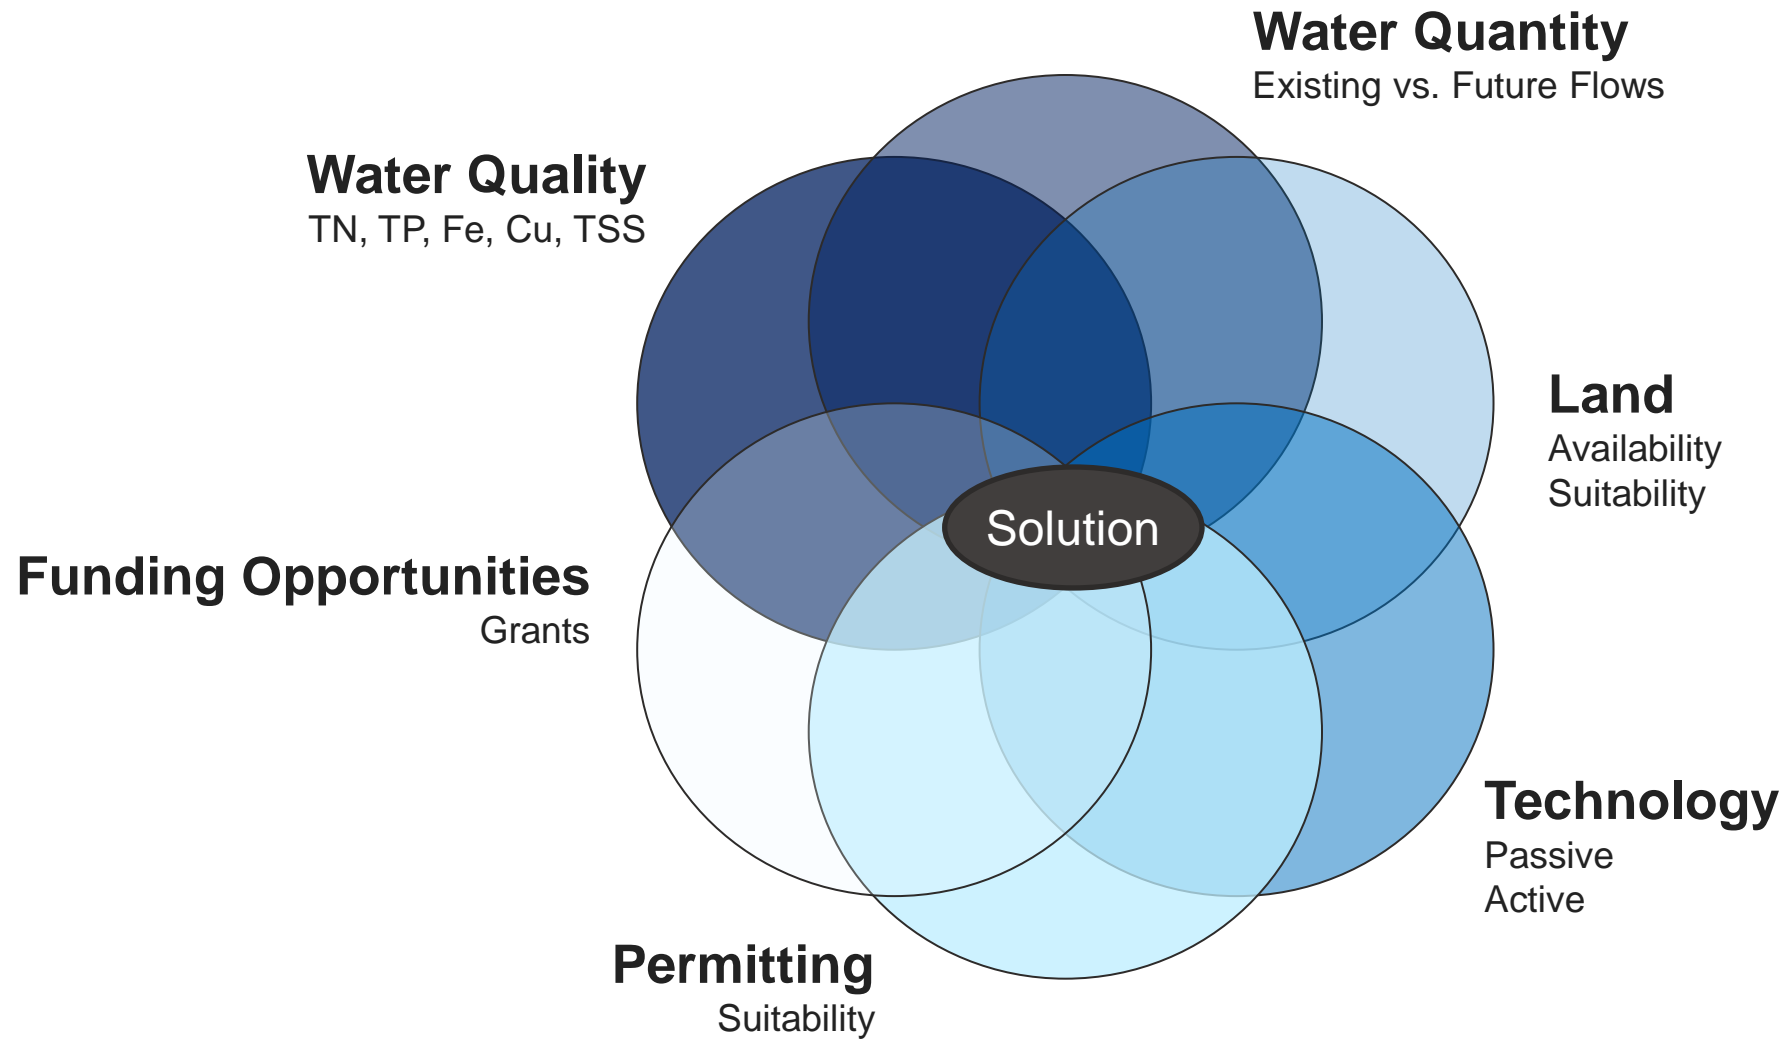 Water Quantity
Existing vs. Future Flows
Water Quality
TN, TP, Fe, Cu, TSS
Land
Availability
Suitability
Solution
Funding Opportunities
Grants
Technology
Passive
Active
Permitting
Suitability